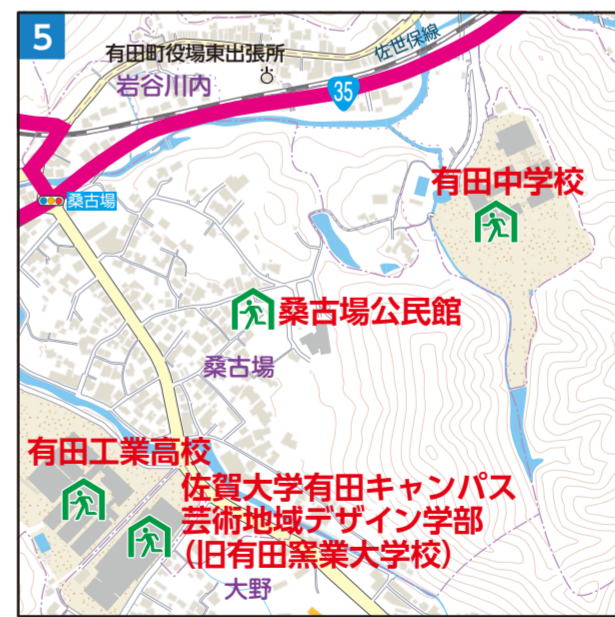 5
有田町役場東出張所
佐世保線
岩谷川内
35
有田中学校
桑古場
桑古場公民館
桑古場
有田工業高校
佐賀大学有田キャンパス
芸術地域デザイン学部
(旧有田窯業大学校)
大野